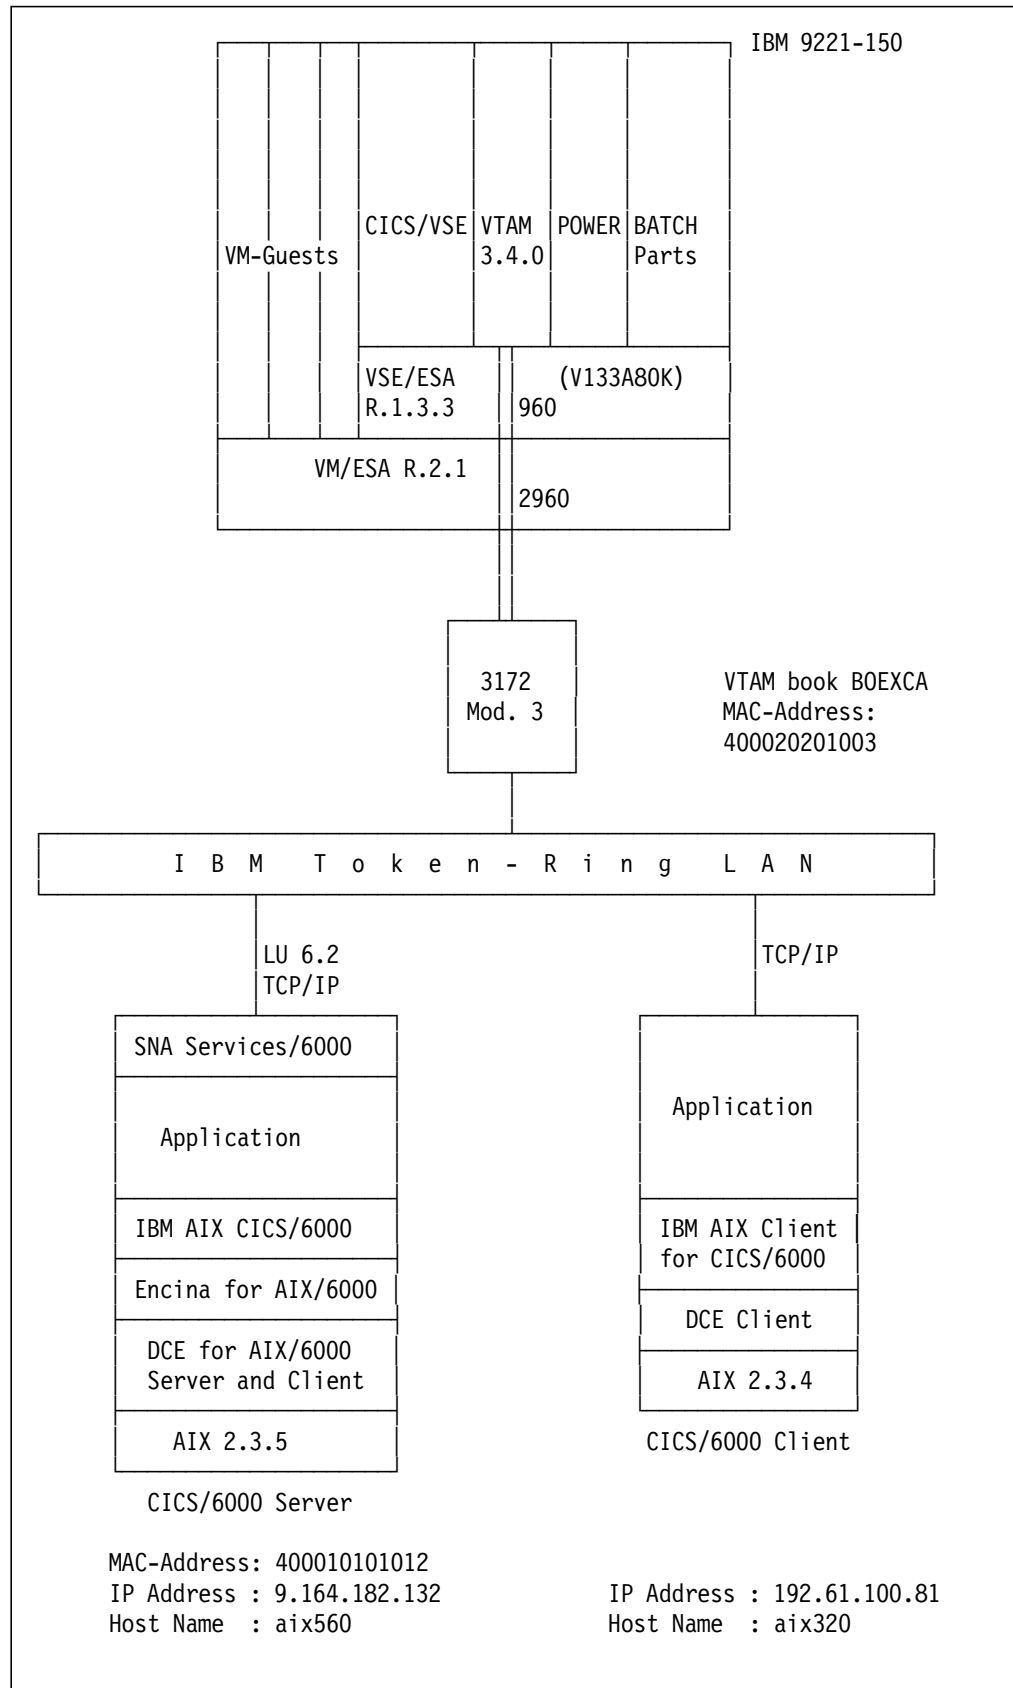 IBM 9221-150
CICS/VSE VTAM POWER BATCH
VM-Guests 3.4.0 Parts
VSE/ESA (V133A80K)
R.1.3.3 960
VM/ESA R.2.1
2960
3172 VTAM book BOEXCA
Mod. 3 MAC-Address:
400020201003
I B M T o k e n - R i n g L A N
LU 6.2 TCP/IP
TCP/IP
SNA Services/6000
Application
Application
IBM AIX CICS/6000 IBM AIX Client
for CICS/6000
Encina for AIX/6000
DCE Client
DCE for AIX/6000
Server and Client AIX 2.3.4
AIX 2.3.5 CICS/6000 Client
CICS/6000 Server
MAC-Address: 400010101012
IP Address : 9.164.182.132 IP Address : 192.61.100.81
Host Name : aix560 Host Name : aix320